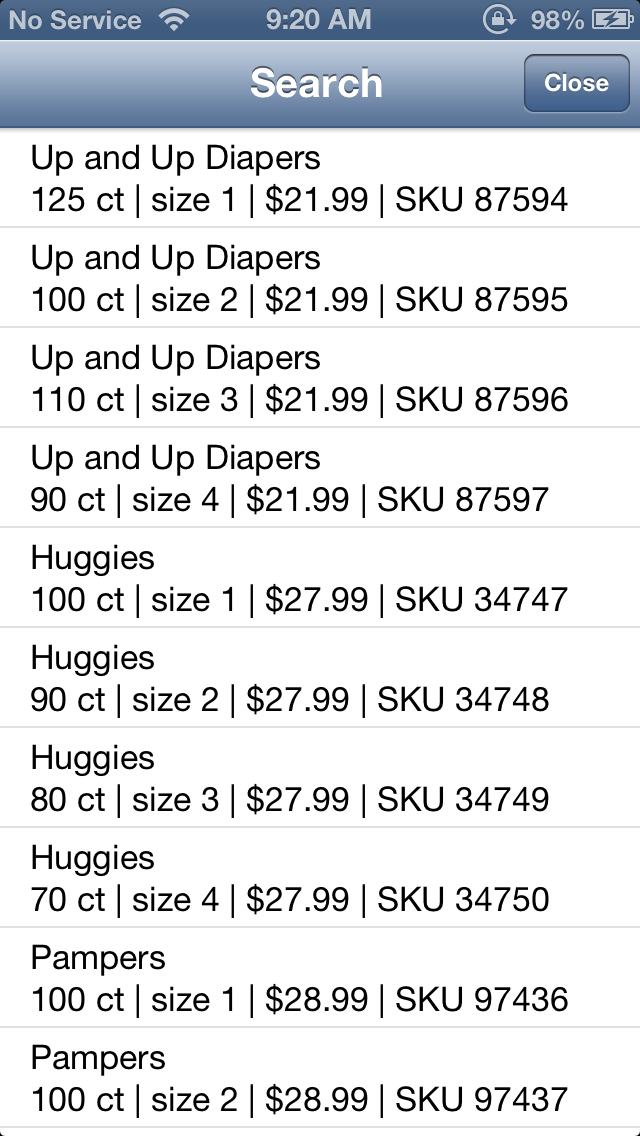 No Service 9:20 AM 98%
Search Close
Up and Up Diapers
125 ct | size 1 | $21.99 | SKU 87594
Up and Up Diapers
100 ct | size 2 | $21.99 | SKU 87595
Up and Up Diapers
110 ct | size 3 | $21.99 | SKU 87596
Up and Up Diapers
90 ct | size 4 | $21.99 | SKU 87597
Huggies
100 ct | size 1 | $27.99 | SKU 34747
Huggies
90 ct | size 2 | $27.99 | SKU 34748
Huggies
80 ct | size 3 | $27.99 | SKU 34749
Huggies
70 ct | size 4 | $27.99 | SKU 34750
Pampers
100 ct | size 1 | $28.99 | SKU 97436
Pampers
100 ct | size 2 | $28.99 | SKU 97437